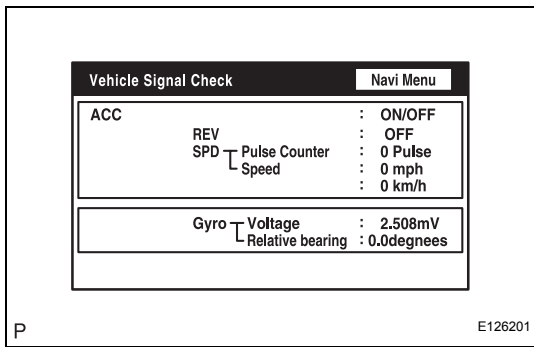 Vehicle Signal Check Navi Menu
ACC : ON/OFF
REV : OFF
SPD Pulse Counter : 0 Pulse
Speed : 0 mph
: 0 km/h
Gyro Voltage : 2.508mV
Relative bearing : 0.0degnees
P E126201